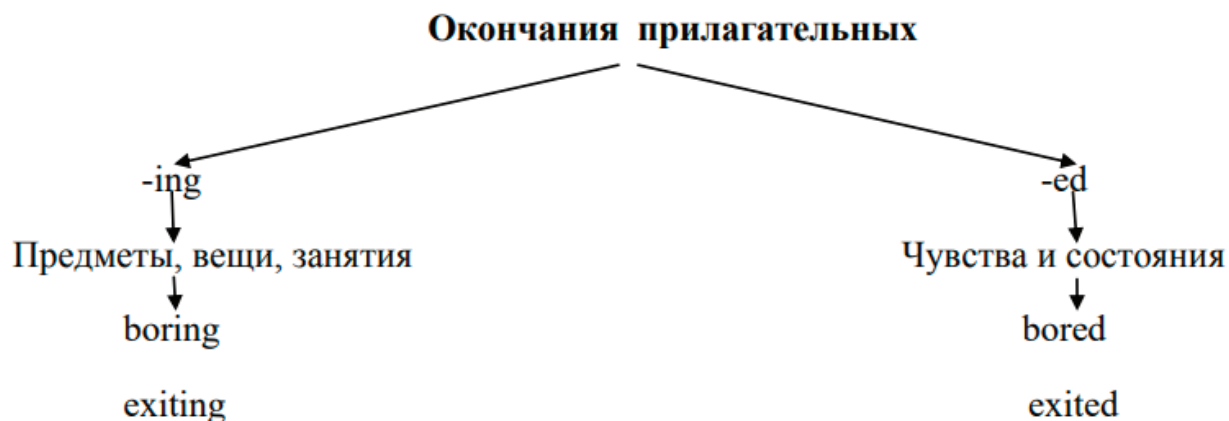 Окончания прилагательных
-ing -ed
Предметы, вещи, занятия Чувства и состояния
boring bored
exiting exited